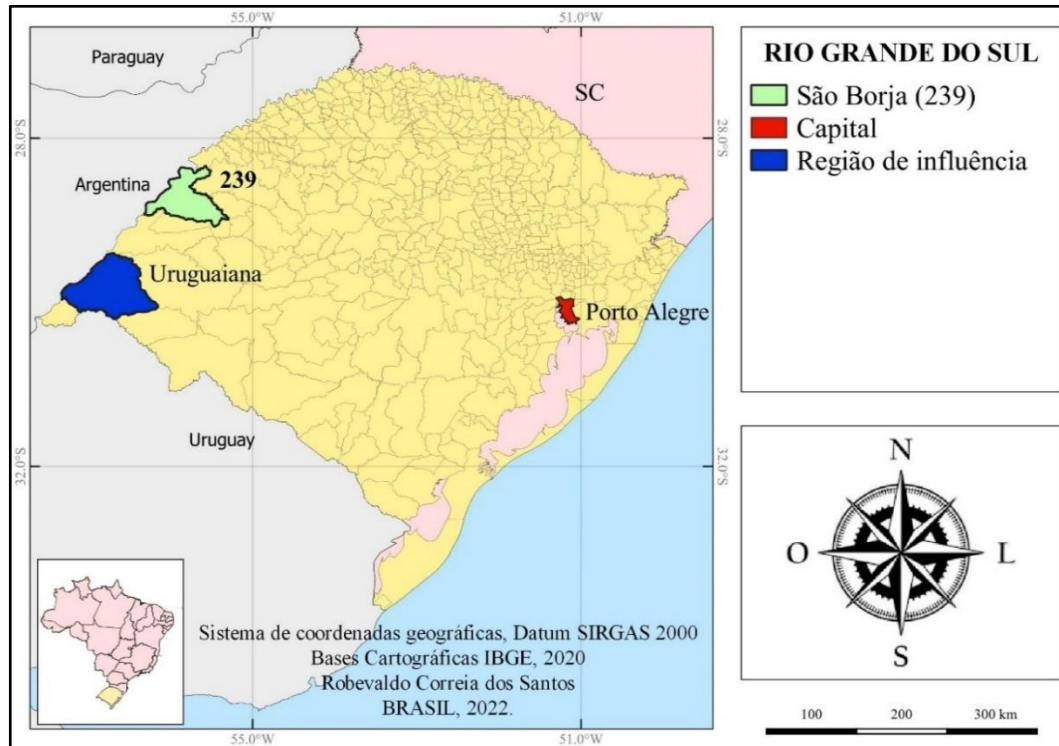 55.0°W
51.0°W
Paraguay
SC
28.0°S
28.0°S
Argentina
239
Uruguaiana
Porto Alegre
Uruguay
32.0°S
32.0°S
Sistema de coordenadas geográficas, Datum SIRGAS 2000
Bases Cartográficas IBGE, 2020
Robevaldo Correia dos Santos
BRASIL, 2022.
55.0°W
51.0°W
RIO GRANDE DO SUL
São Borja (239)
Capital
Região de influência
N
O
L
S
100
200
300 km